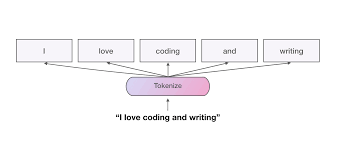 I love coding and writing
Tokenize
“I love coding and writing”